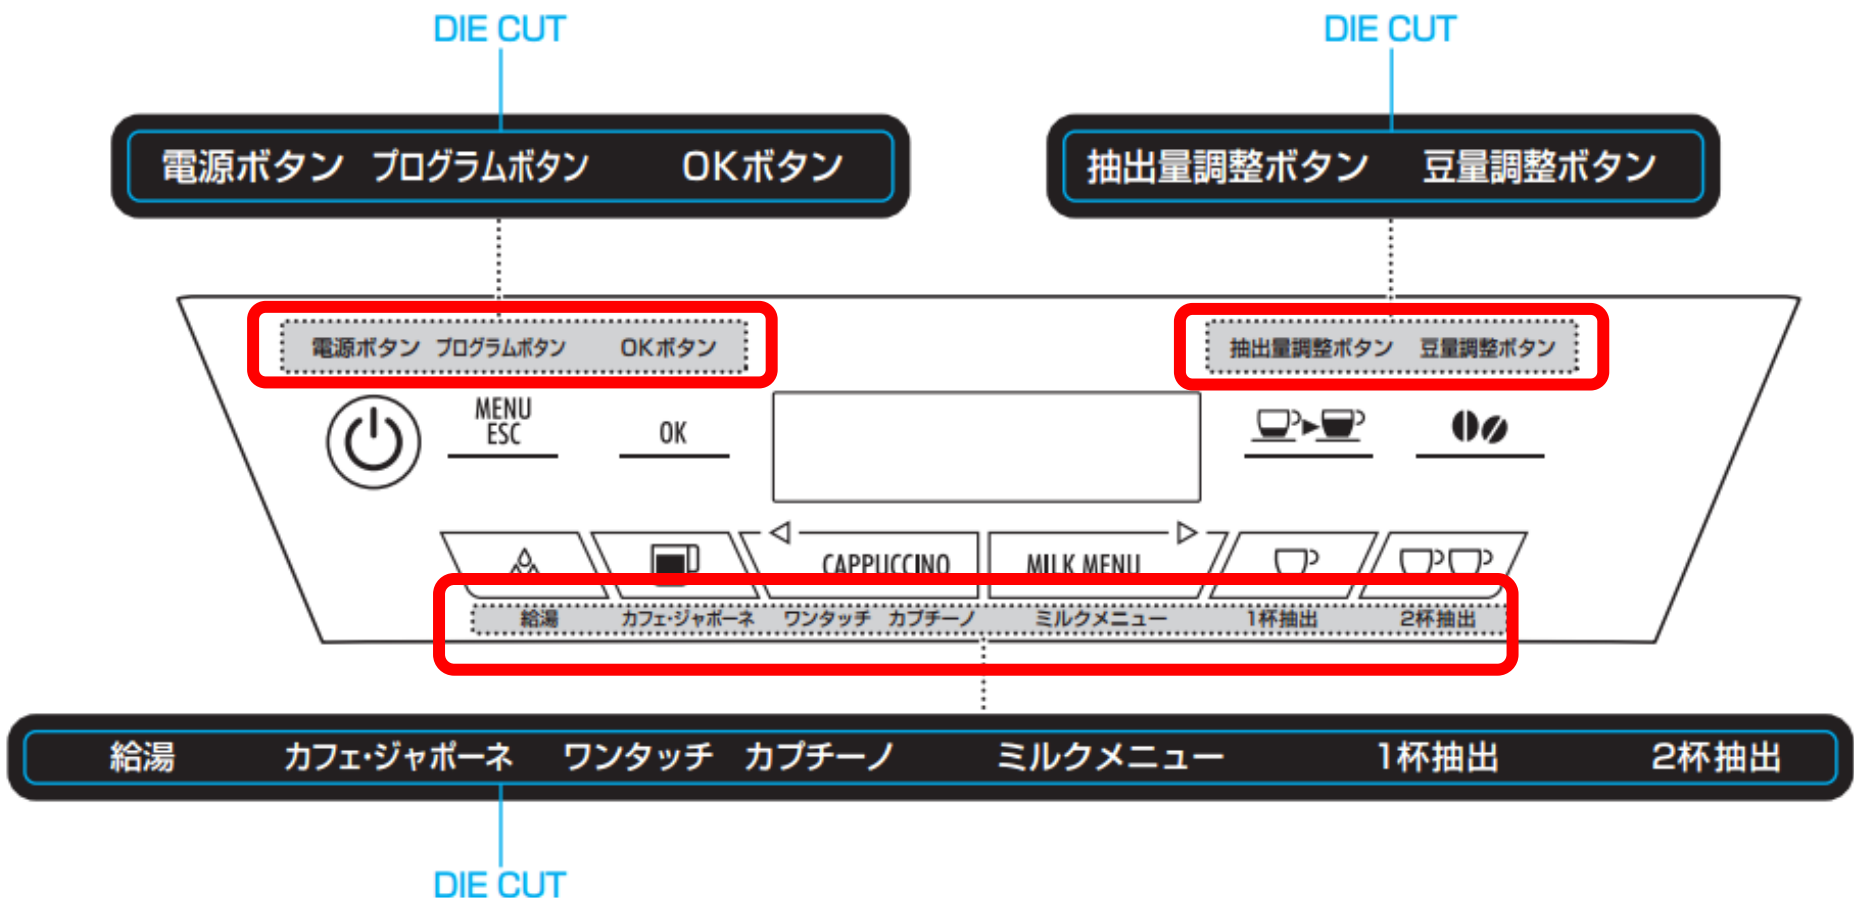 DIE CUT DIE CUT
電源ボタン プログラムボタン OKボタン 抽出量調整ボタン 豆量調整ボタン
電源ボタン プログラムボタン OKボタン 抽出量調整ボタン 豆量調整ボタン
MENU
ESC
OK
CAPPUCCINO MILK MENU
給湯 カフェ・ジャポーネ ワンタッチ カプチーノ ミルクメニュー 1杯抽出 2杯抽出
給湯 カフェ・ジャポーネ ワンタッチ カプチーノ ミルクメニュー 1杯抽出 2杯抽出
DIE CUT